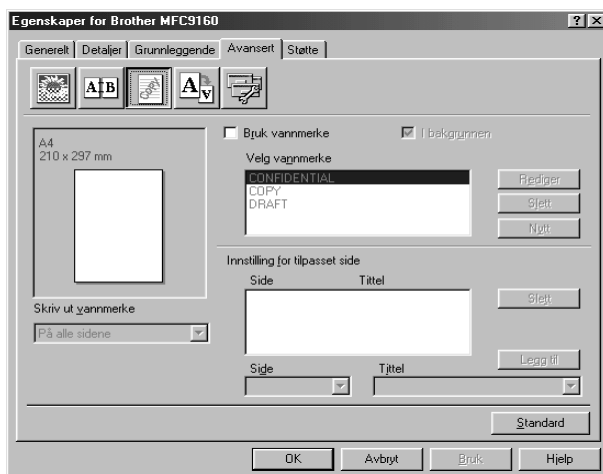 Egenskaper for Brother MFC9160
Generelt Detaljer Grunnleggende Avansert Støtte
A B COPY A V
A4
210 x 297 mm
Skriv ut vannmerke
På alle sidene
Bruk vannmerke I bakgrunnen
Velg vannmerke
CONFIDENTIAL
COPY
DRAFT
Rediger
Slett
Nytt
Innstilling for tilpasset side
Side Tittel
Slett
Legg til
Side Tittel
Standard
OK Avbryt Bruk Hjelp